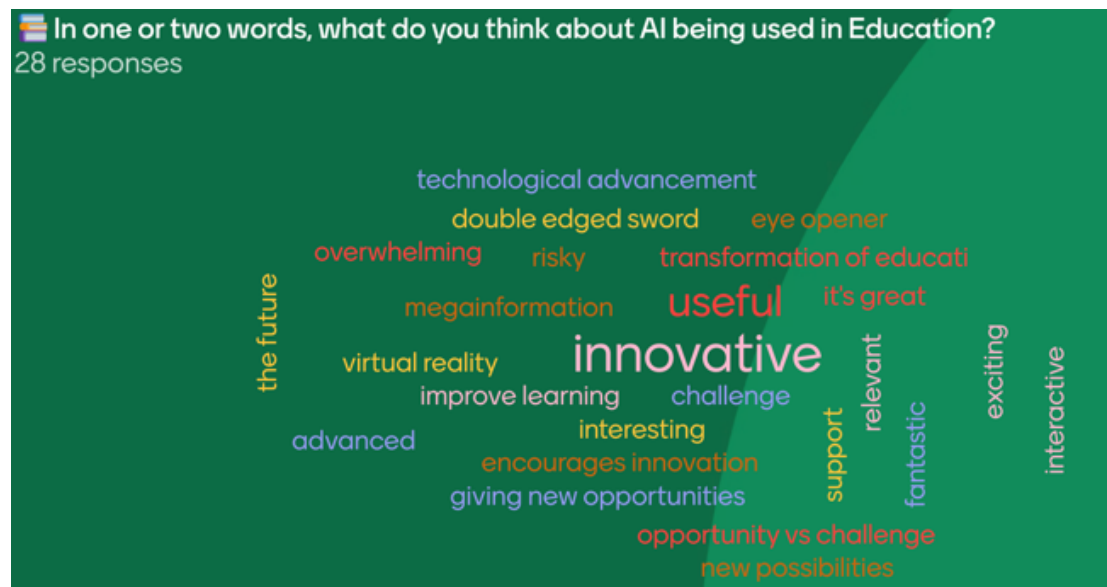 In one or two words, what do you think about AI being used in Education?
28 responses
technological advancement
double edged sword
eye opener
overwhelming
risky
transformation of educati
the future
megainformation
useful
it's great
virtual reality
innovative
relevant
exciting
interactive
improve learning
challenge
advanced
interesting
support
fantastic
encourages innovation
giving new opportunities
opportunity vs challenge
new possibilities